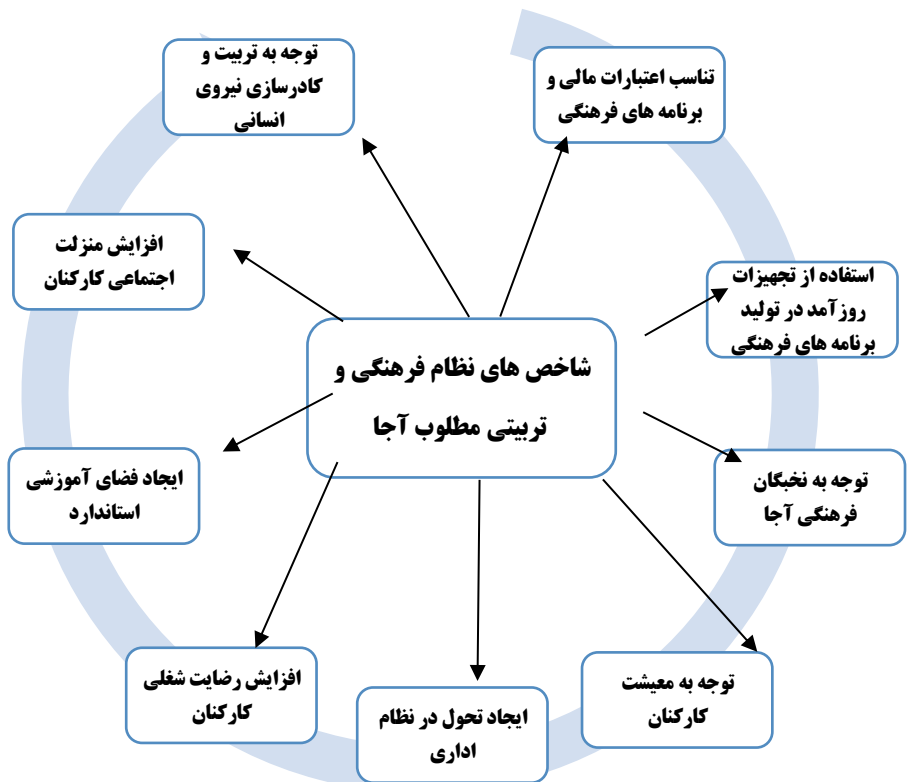 تناسب اعتبارات مالی و
برنامه های فرهنگی
توجه به تربیت و
کادرسازی نیروی
انسانی
استفاده از تجهیزات
روزآمد در تولید
برنامه های فرهنگی
افزایش منزلت
اجتماعی کارکنان
شاخص های نظام فرهنگی و
تربیتی مطلوب آجا
توجه به نخبگان
فرهنگی آجا
ایجاد فضای آموزشی
استاندارد
توجه به معیشت
کارکنان
ایجاد تحول در نظام
اداری
افزایش رضایت شغلی
کارکنان